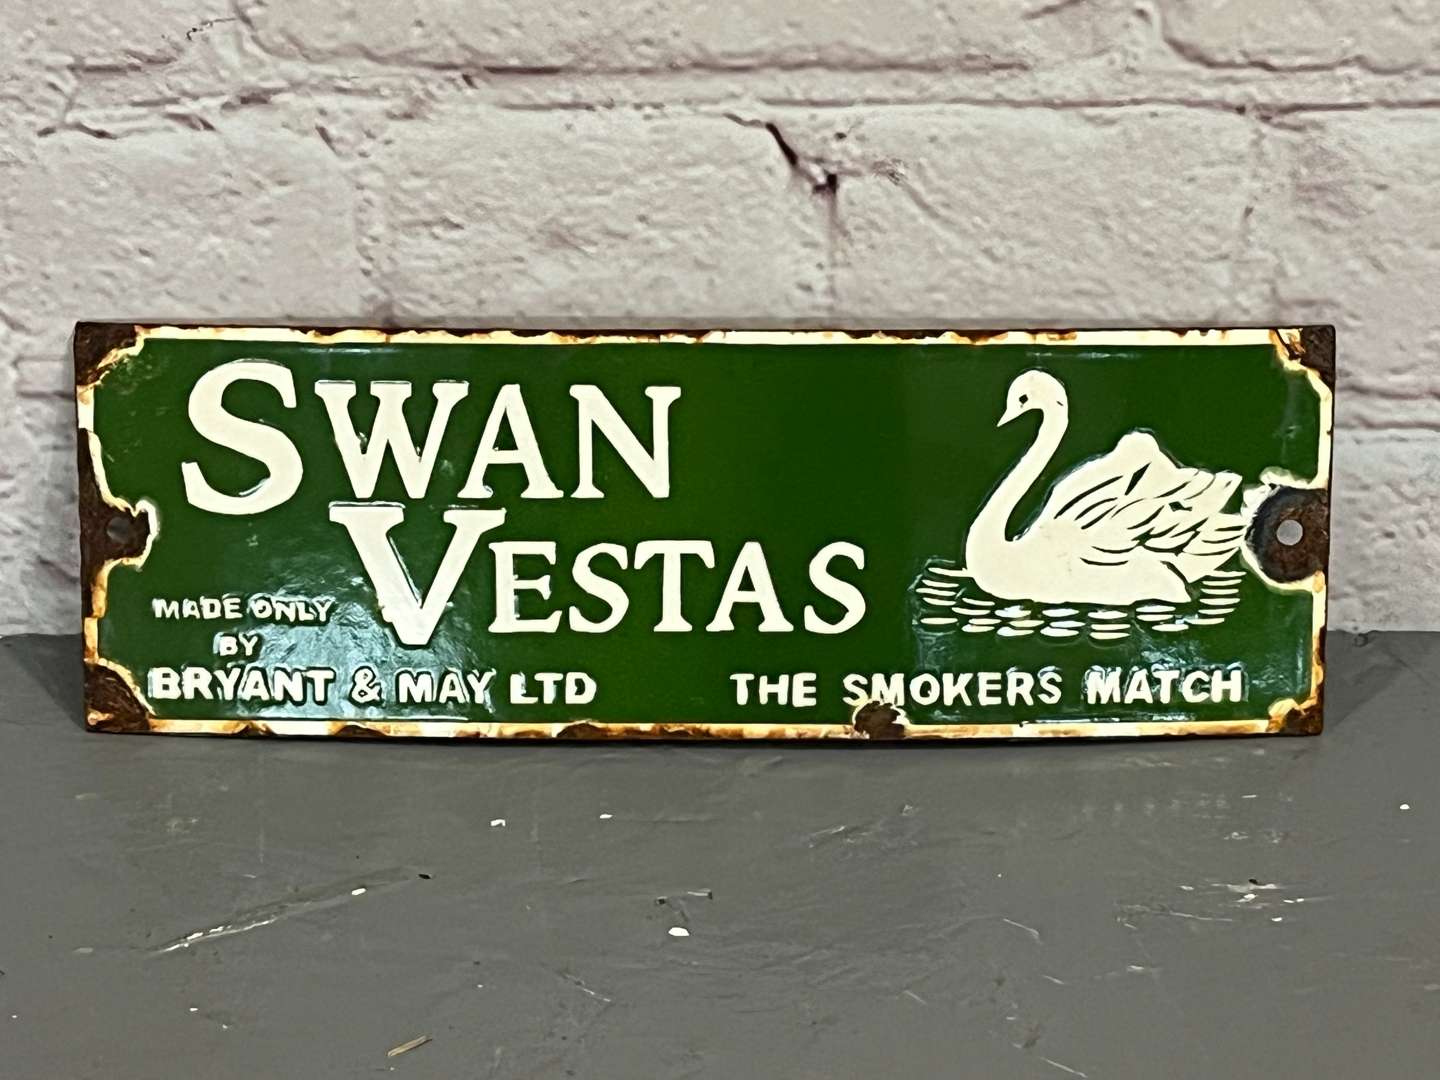 SWAN
VESTAS
MADE ONLY
BY
BRYANT & MAY LTD
THE SMOKERS MATCH